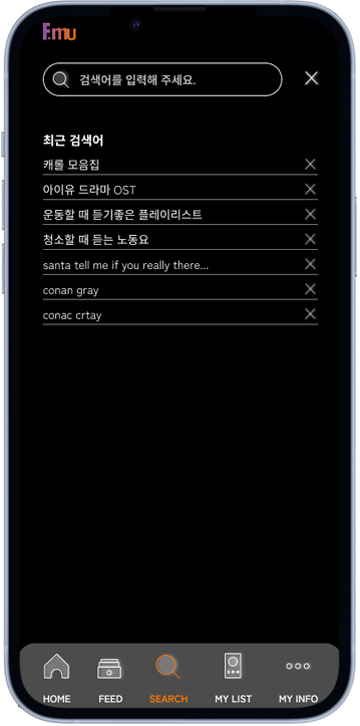 E:mu
검색어를 입력해 주세요.
최근 검색어
캐롤 모음집
아이유 드라마 OST
운동할 때 듣기좋은 플레이리스트
청소할 때 듣는 노동요
santa tell me if you really there...
conan gray
conac crtay
HOME FEED SEARCH MY LIST MY INFO